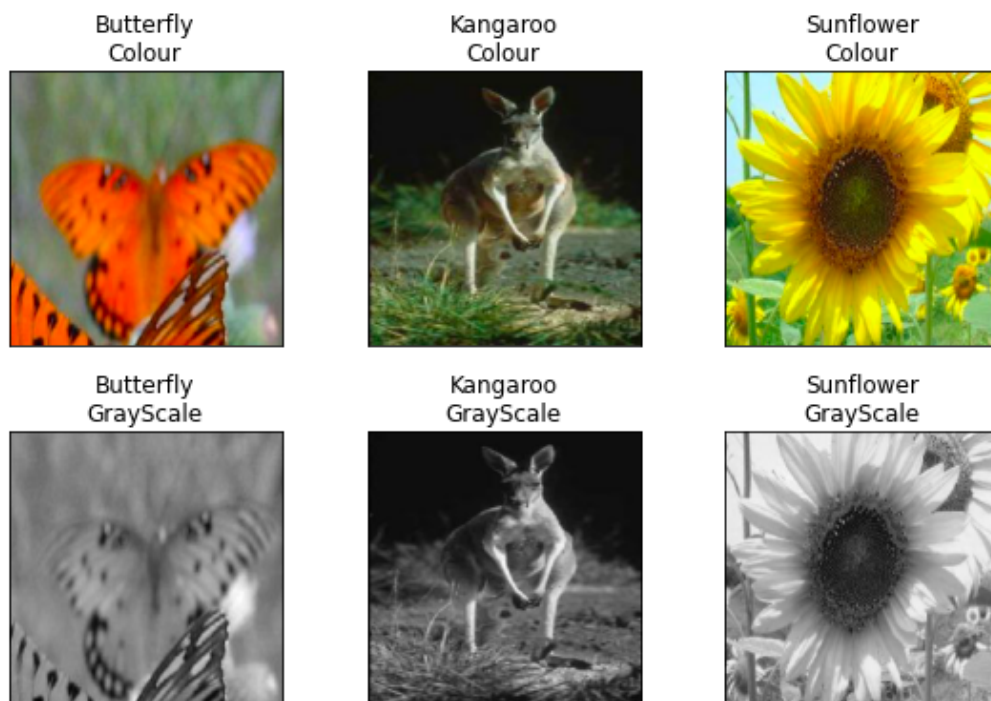 Butterfly
Colour
Kangaroo
Colour
Sunflower
Colour
Butterfly
GrayScale
Kangaroo
GrayScale
Sunflower
GrayScale